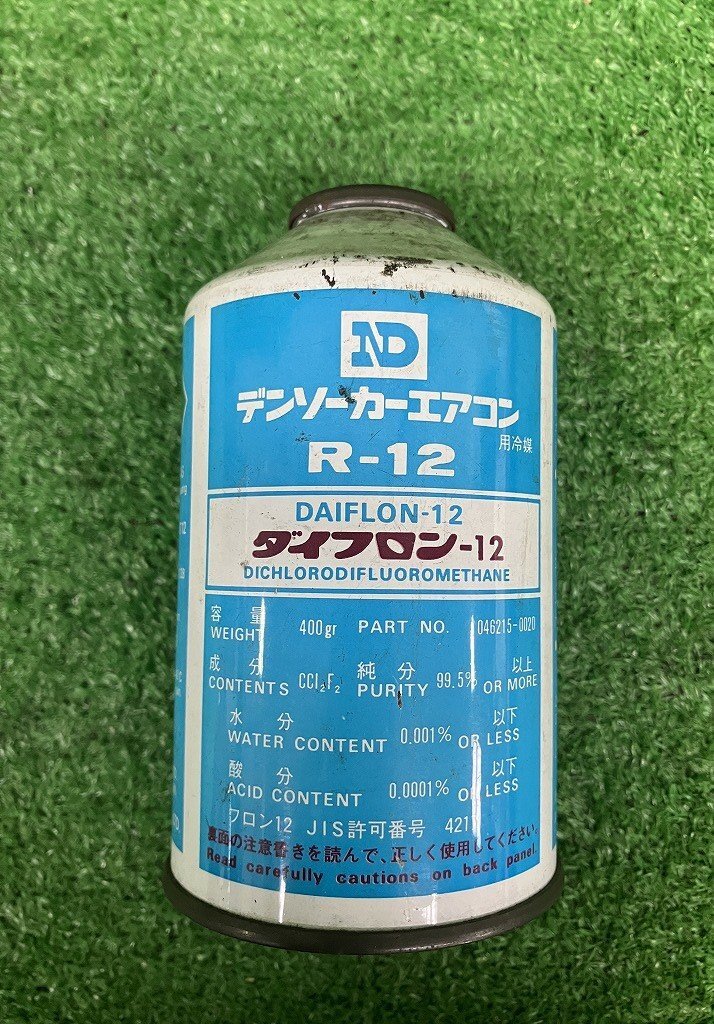 ND
デンソーカーエアコン
用冷媒
R-12
DAIFLON-12
ダイフロン-12
DICHLORODIFLUOROMETHANE
容量 400gr PART NO. 046215-0020
WEIGHT
成分 CCl₂F₂ 純分 99.5% 以上
CONTENTS PURITY OR MORE
水分 0.001% 以下
WATER CONTENT OR LESS
酸分 0.0001% 以下
ACID CONTENT OR LESS
フロン12 JIS許可番号 4211
裏面の注意書きを読んで、正しく使用してください。
Read carefully cautions on back panel.